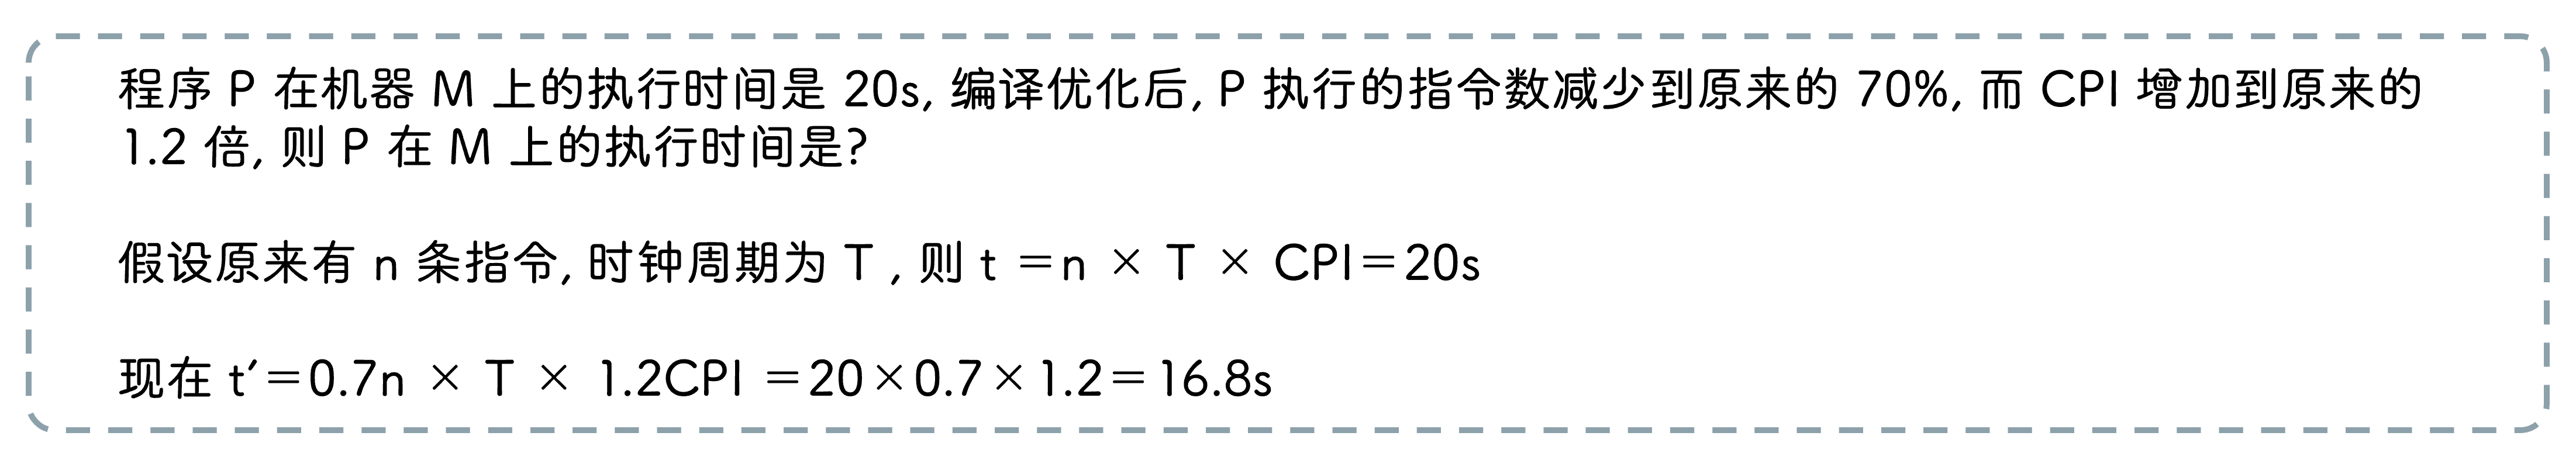 程序 P 在机器 M 上的执行时间是 20s, 编译优化后, P 执行的指令数减少到原来的 70%, 而 CPI 增加到原来的
1.2 倍, 则 P 在 M 上的执行时间是?
假设原来有 n 条指令, 时钟周期为 T , 则 t =n × T × CPI=20s
现在 t′=0.7n × T × 1.2CPI =20×0.7×1.2=16.8s